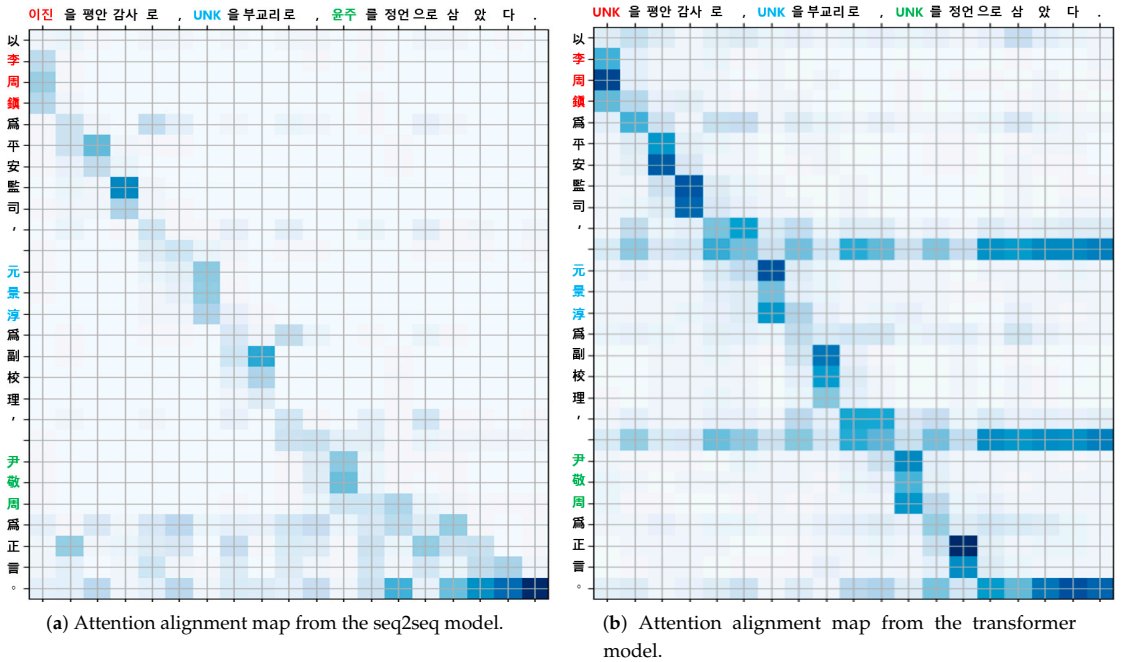 이진 을 평안 감사 로 , UNK 을 부교리 로 , 윤주 를 정언 으로 삼 았 다 .
以
李
周
鎭
爲
平
安
監
司
,
元
景
淳
爲
副
校
理
,
尹
敬
周
爲
正
言
。
(a) Attention alignment map from the seq2seq model.
UNK 을 평안 감사 로 , UNK 을 부교리 로 , UNK 를 정언 으로 삼 았 다 .
以
李
周
鎭
爲
平
安
監
司
,
元
景
淳
爲
副
校
理
,
尹
敬
周
爲
正
言
。
(b) Attention alignment map from the transformer
model.